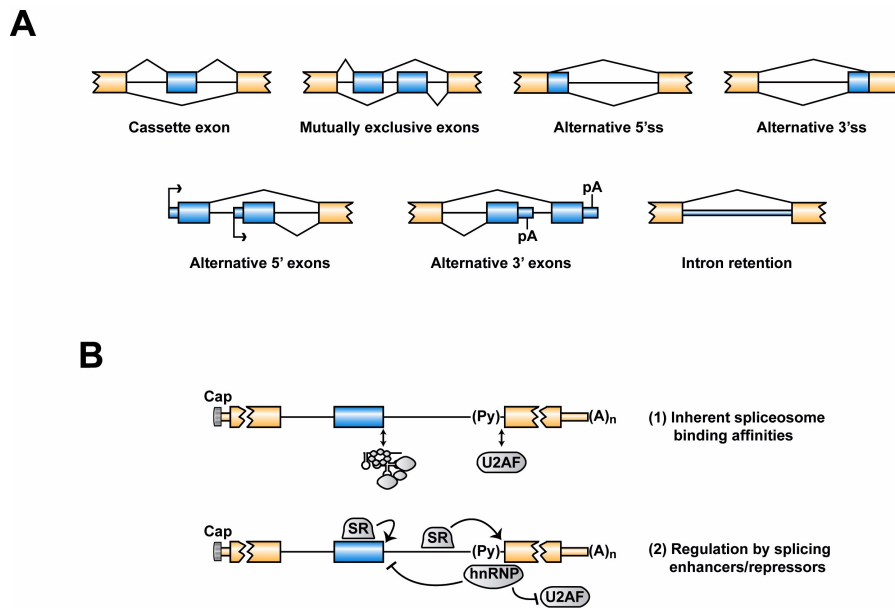 A
Cassette exon
Mutually exclusive exons
Alternative 5'ss
Alternative 3'ss
pA
pA
Alternative 5' exons
Alternative 3' exons
Intron retention
B
Cap
(Py)
(A)n
(1) Inherent spliceosome
binding affinities
U2AF
Cap
SR
SR
(Py)
(A)n
(2) Regulation by splicing
enhancers/repressors
hnRNP
U2AF